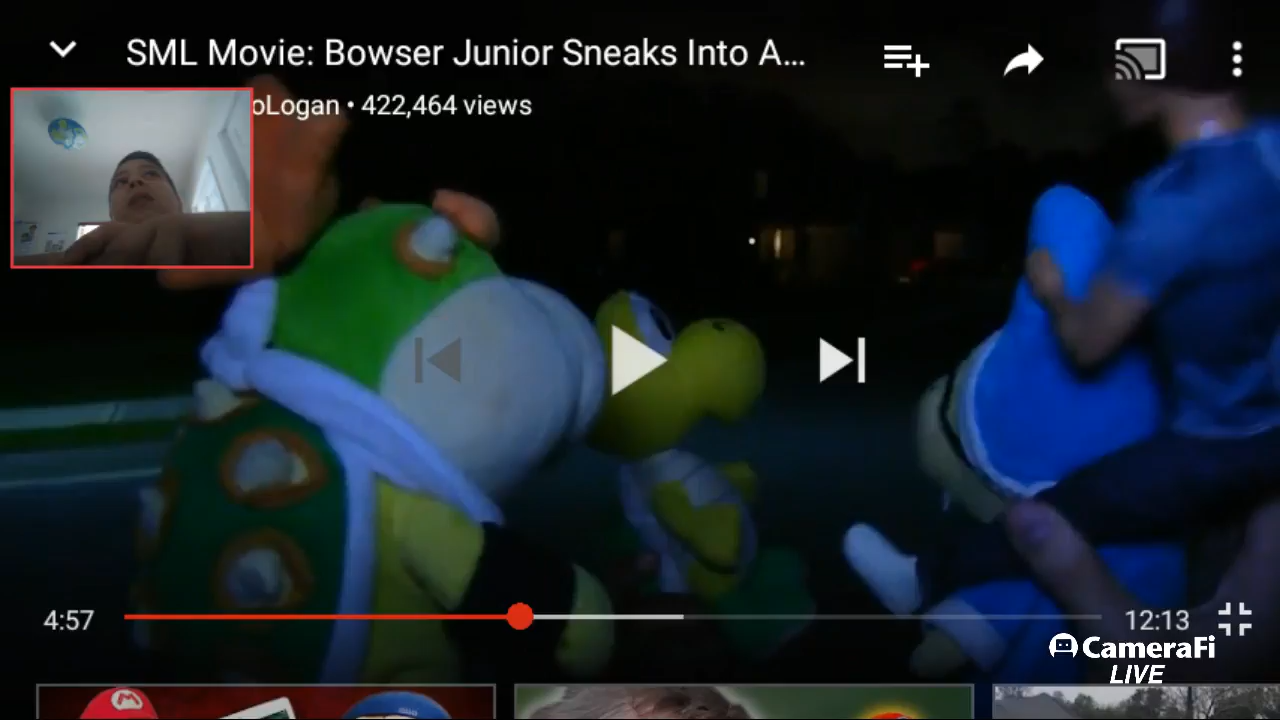 SML Movie: Bowser Junior Sneaks Into A...
oLogan • 422,464 views
4:57
12:13
CameraFi
LIVE